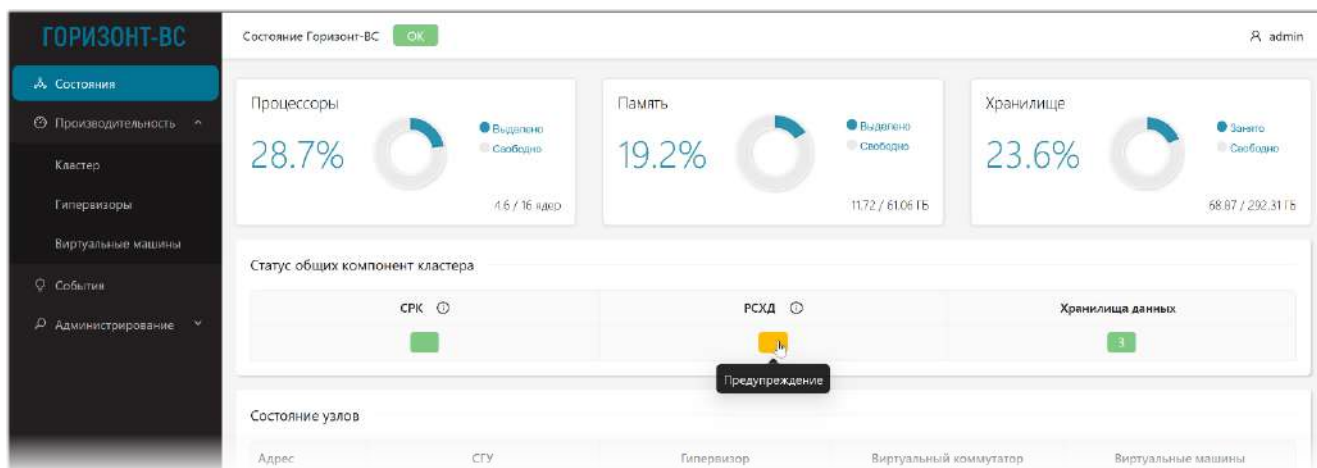 ГОРИЗОНТ-ВС
Состояние Горизонт-ВС OK
admin
Состояния
Производительность
Кластер
Гипервизоры
Виртуальные машины
События
Администрирование
Процессоры
28.7%
Выделено
Свободно
4.6 / 16 ядер
Память
19.2%
Выделено
Свободно
11.72 / 61.06 ГБ
Хранилище
23.6%
Занято
Свободно
68.87 / 292.31 ГБ
Статус общих компонент кластера
СРК РСХД Хранилища данных
3
Предупреждение
Состояние узлов
Адрес СГУ Гипервизор Виртуальный коммутатор Виртуальные машины